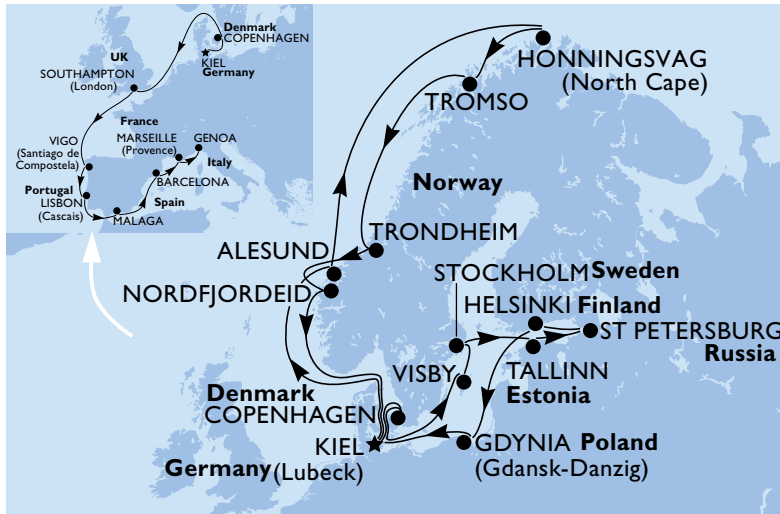 Denmark
COPENHAGEN
KIEL
Germany
UK
SOUTHAMPTON
(London)
France
MARSEILLE
(Provence)
GENOA
Italy
VIGO
(Santiago de
Compostela)
BARCELONA
Portugal
LISBON
(Cascais)
Spain
MALAGA
HONNINGSVAG
(North Cape)
TROMSO
Norway
TRONDHEIM
ALESUND
NORDFJORDEID
STOCKHOLM Sweden
HELSINKI Finland
ST PETERSBURG
Russia
VISBY
TALLINN
Estonia
Denmark
COPENHAGEN
KIEL
GDYNIA Poland
(Gdansk-Danzig)
Germany (Lubeck)